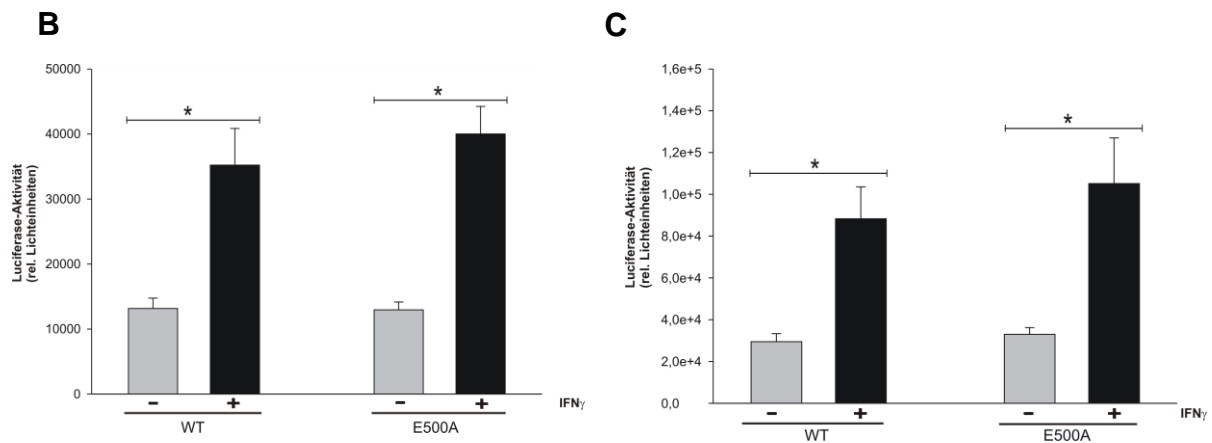 B
50000
40000
30000
20000
10000
0
Luciferase-Aktivität
(rel. Lichteinheiten)
*
*
− + − + IFNγ
WT E500A
C
1,6e+5
1,4e+5
1,2e+5
1,0e+5
8,0e+4
6,0e+4
4,0e+4
2,0e+4
0,0
Luciferase-Aktivität
(rel. Lichteinheiten)
*
*
− + − + IFNγ
WT E500A